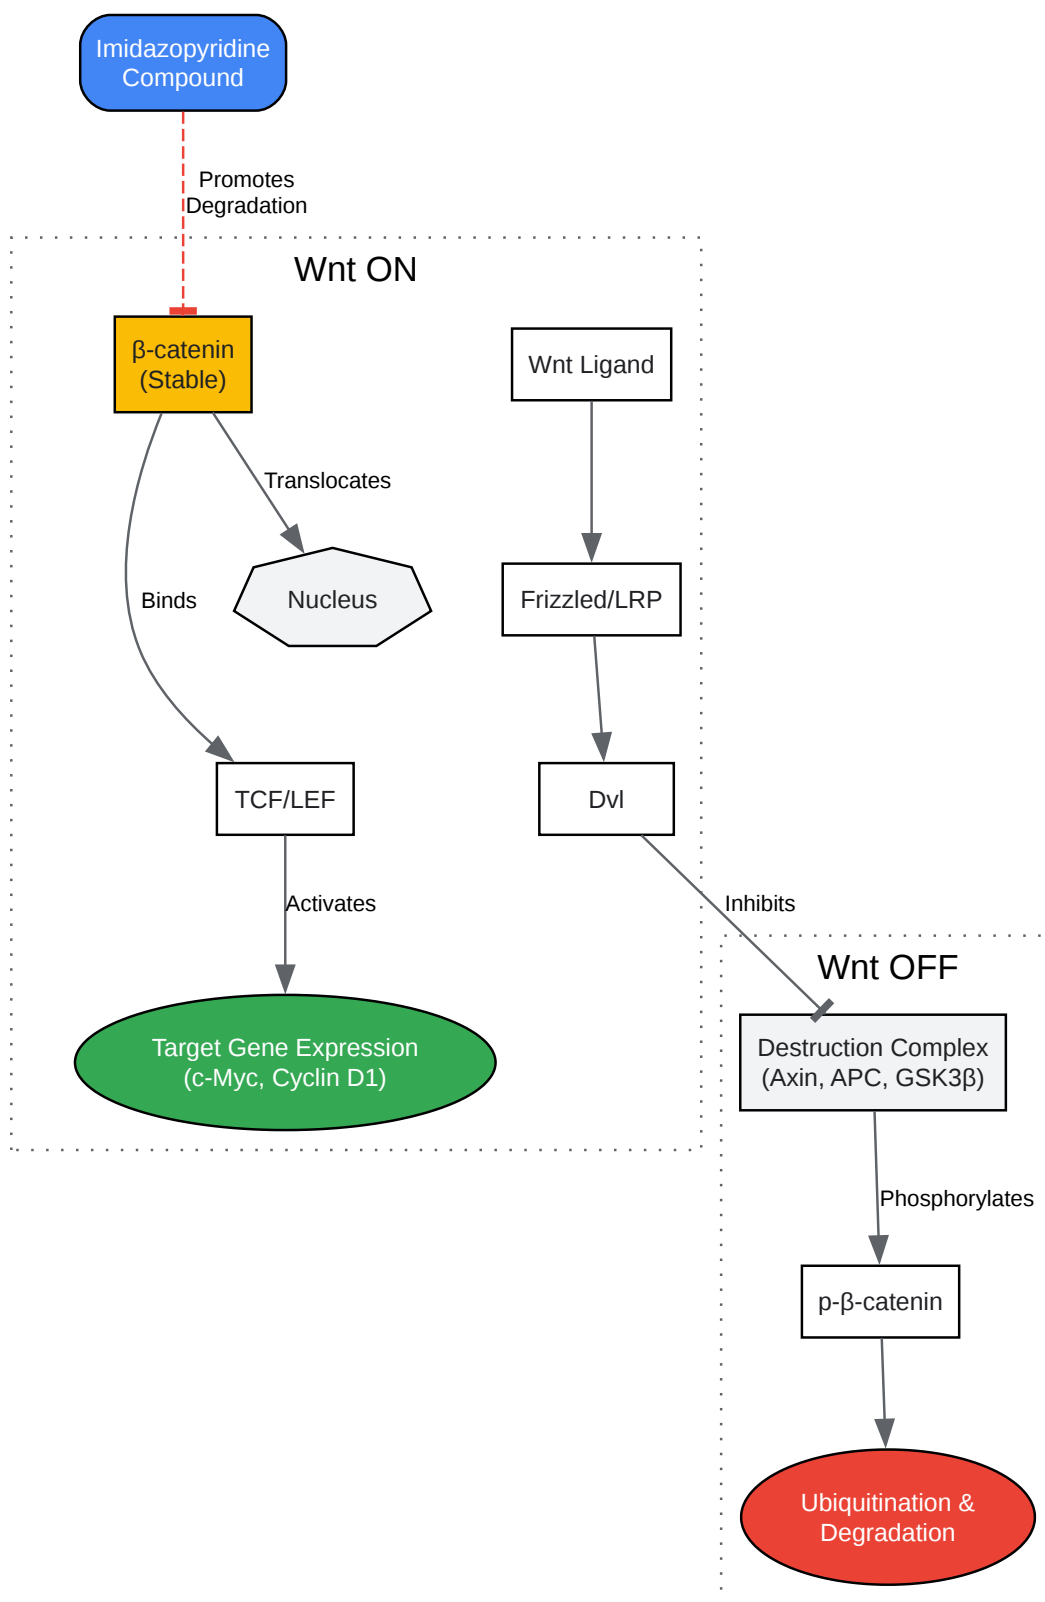 Imidazopyridine
Compound
Promotes
Degradation
Wnt ON
β-catenin
(Stable)
Wnt Ligand
Translocates
Binds
Nucleus
Frizzled/LRP
TCF/LEF
Dvl
Activates
Inhibits
Wnt OFF
Target Gene Expression
(c-Myc, Cyclin D1)
Destruction Complex
(Axin, APC, GSK3β)
Phosphorylates
p-β-catenin
Ubiquitination &
Degradation